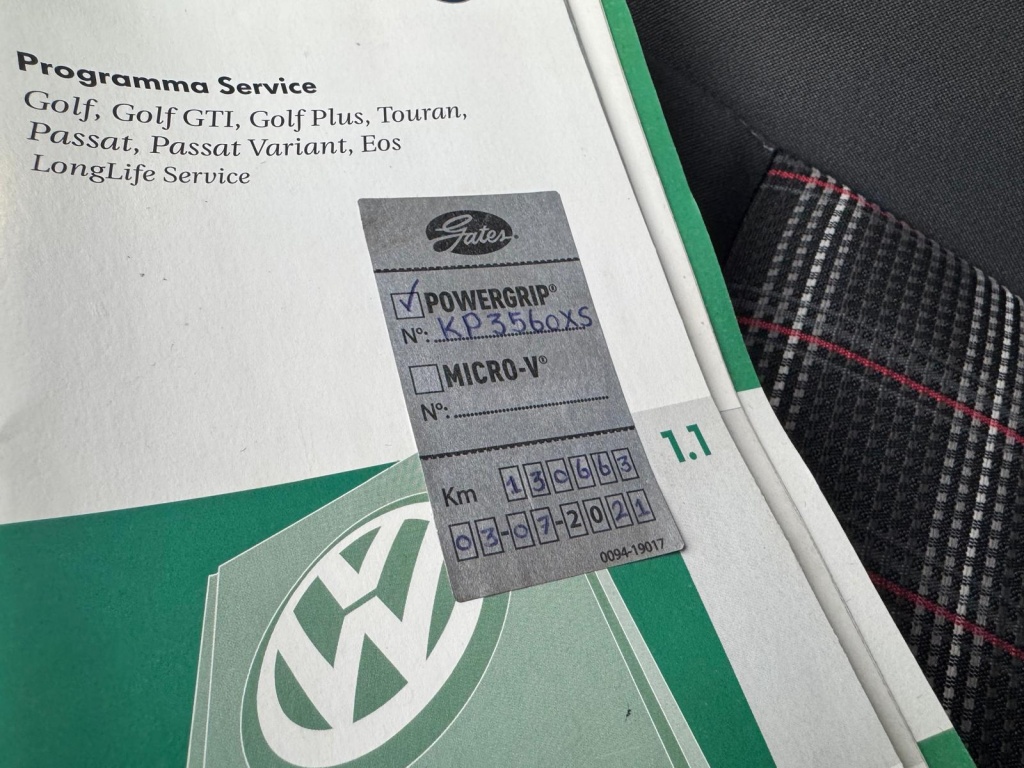 Programma Service
Golf, Golf GTI, Golf Plus, Touran,
Passat, Passat Variant, Eos
LongLife Service
Gates®
POWERGRIP®
Nº: KP3560XS
MICRO-V®
Nº:
1.1
Km 130663
03-07-2021
0094-19017